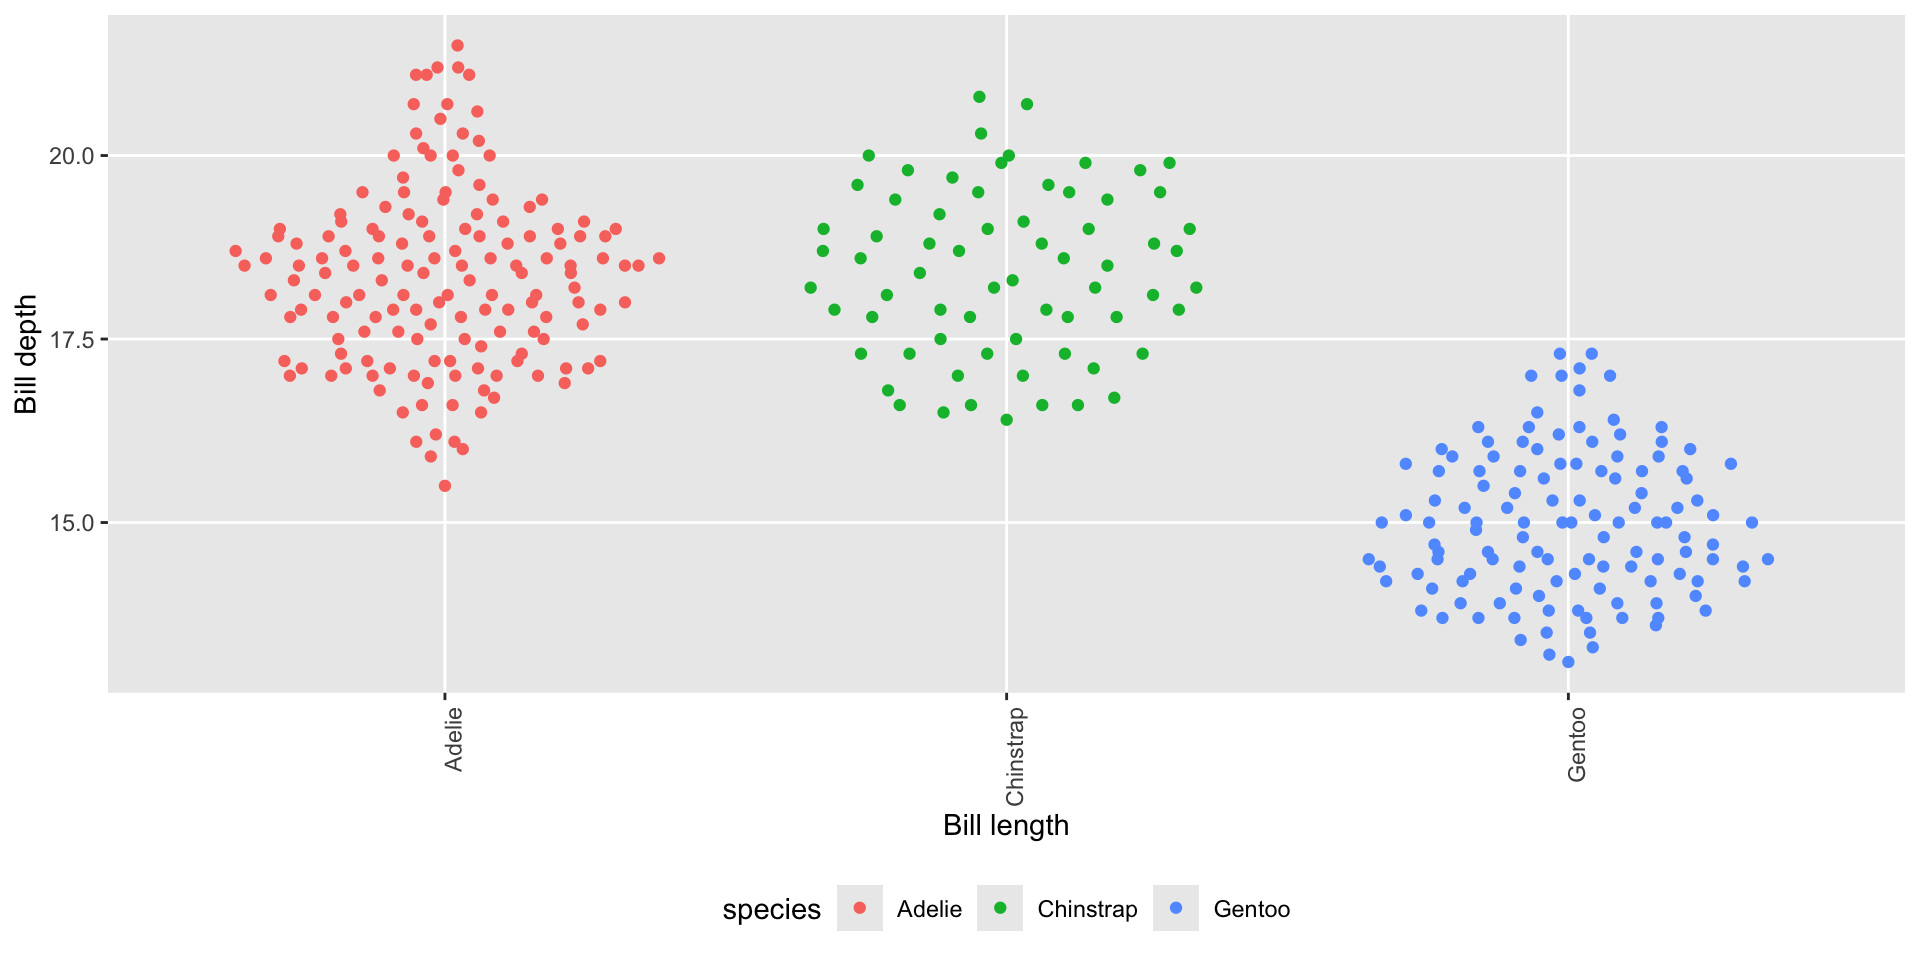 Bill depth
20.0
17.5
15.0
Adelie
Chinstrap
Gentoo
Bill length
species Adelie Chinstrap Gentoo